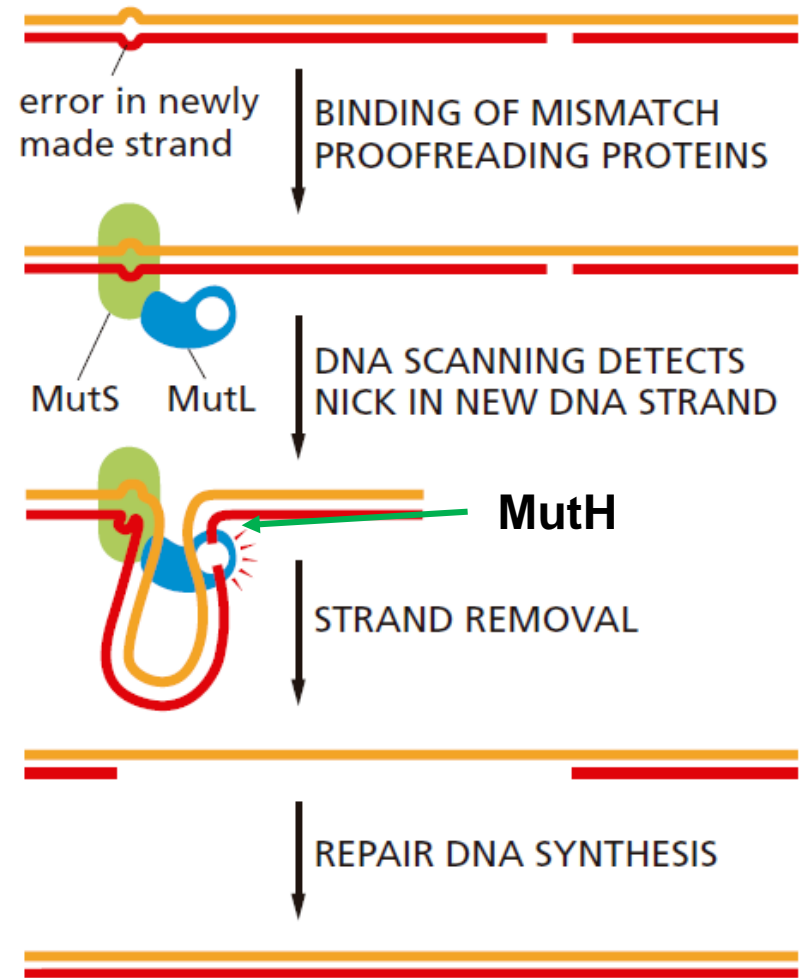 error in newly
made strand
BINDING OF MISMATCH
PROOFREADING PROTEINS
MutS
MutL
DNA SCANNING DETECTS
NICK IN NEW DNA STRAND
MutH
STRAND REMOVAL
REPAIR DNA SYNTHESIS